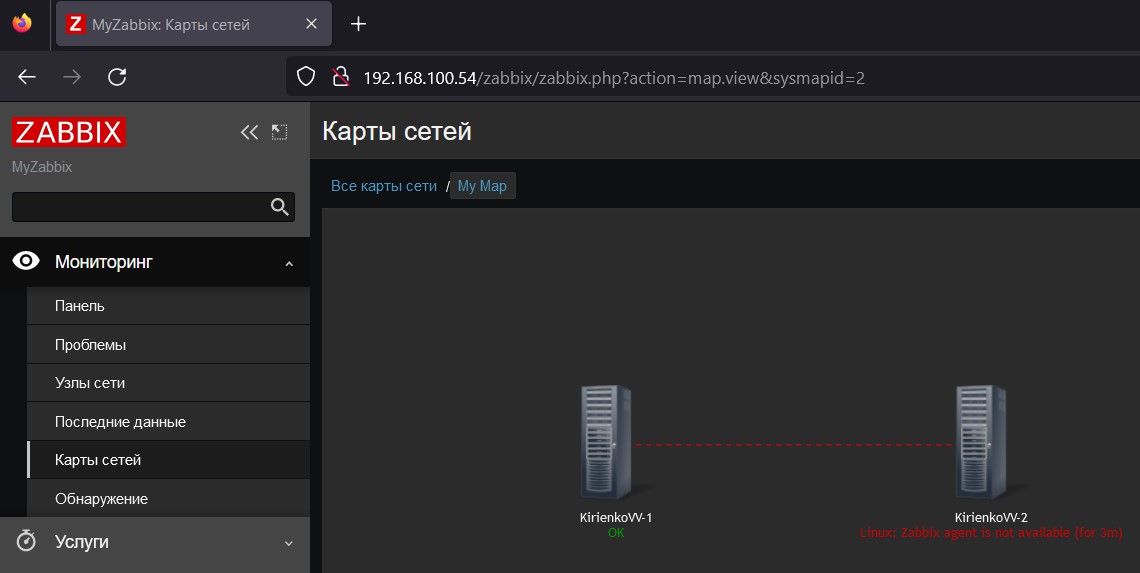 MyZabbix: Карты сетей
192.168.100.54/zabbix/zabbix.php?action=map.view&sysmapid=2
ZABBIX
MyZabbix
Карты сетей
Все карты сети / My Map
Мониторинг
Панель
Проблемы
Узлы сети
Последние данные
Карты сетей
Обнаружение
Услуги
KirienkoVV-1
OK
KirienkoVV-2
Linux: Zabbix agent is not available (for 3m)